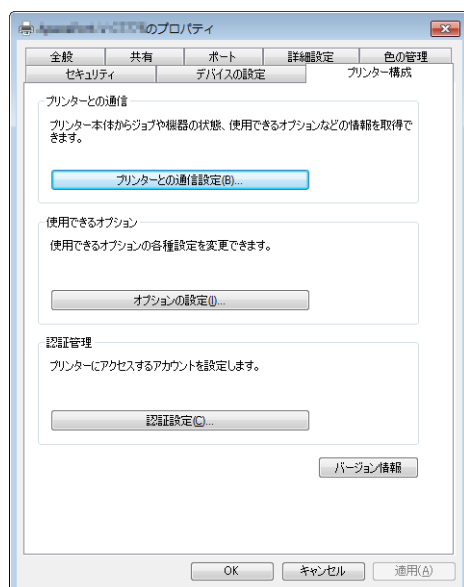 のプロパティ
全般
共有
ポート
詳細設定
色の管理
セキュリティ
デバイスの設定
プリンター構成
プリンターとの通信
プリンター本体からジョブや機器の状態、使用できるオプションなどの情報を取得で
きます。
プリンターとの通信設定(B)...
使用できるオプション
使用できるオプションの各種設定を変更できます。
オプションの設定(I)...
認証管理
プリンターにアクセスするアカウントを設定します。
認証設定(C)...
バージョン情報
OK
キャンセル
適用(A)